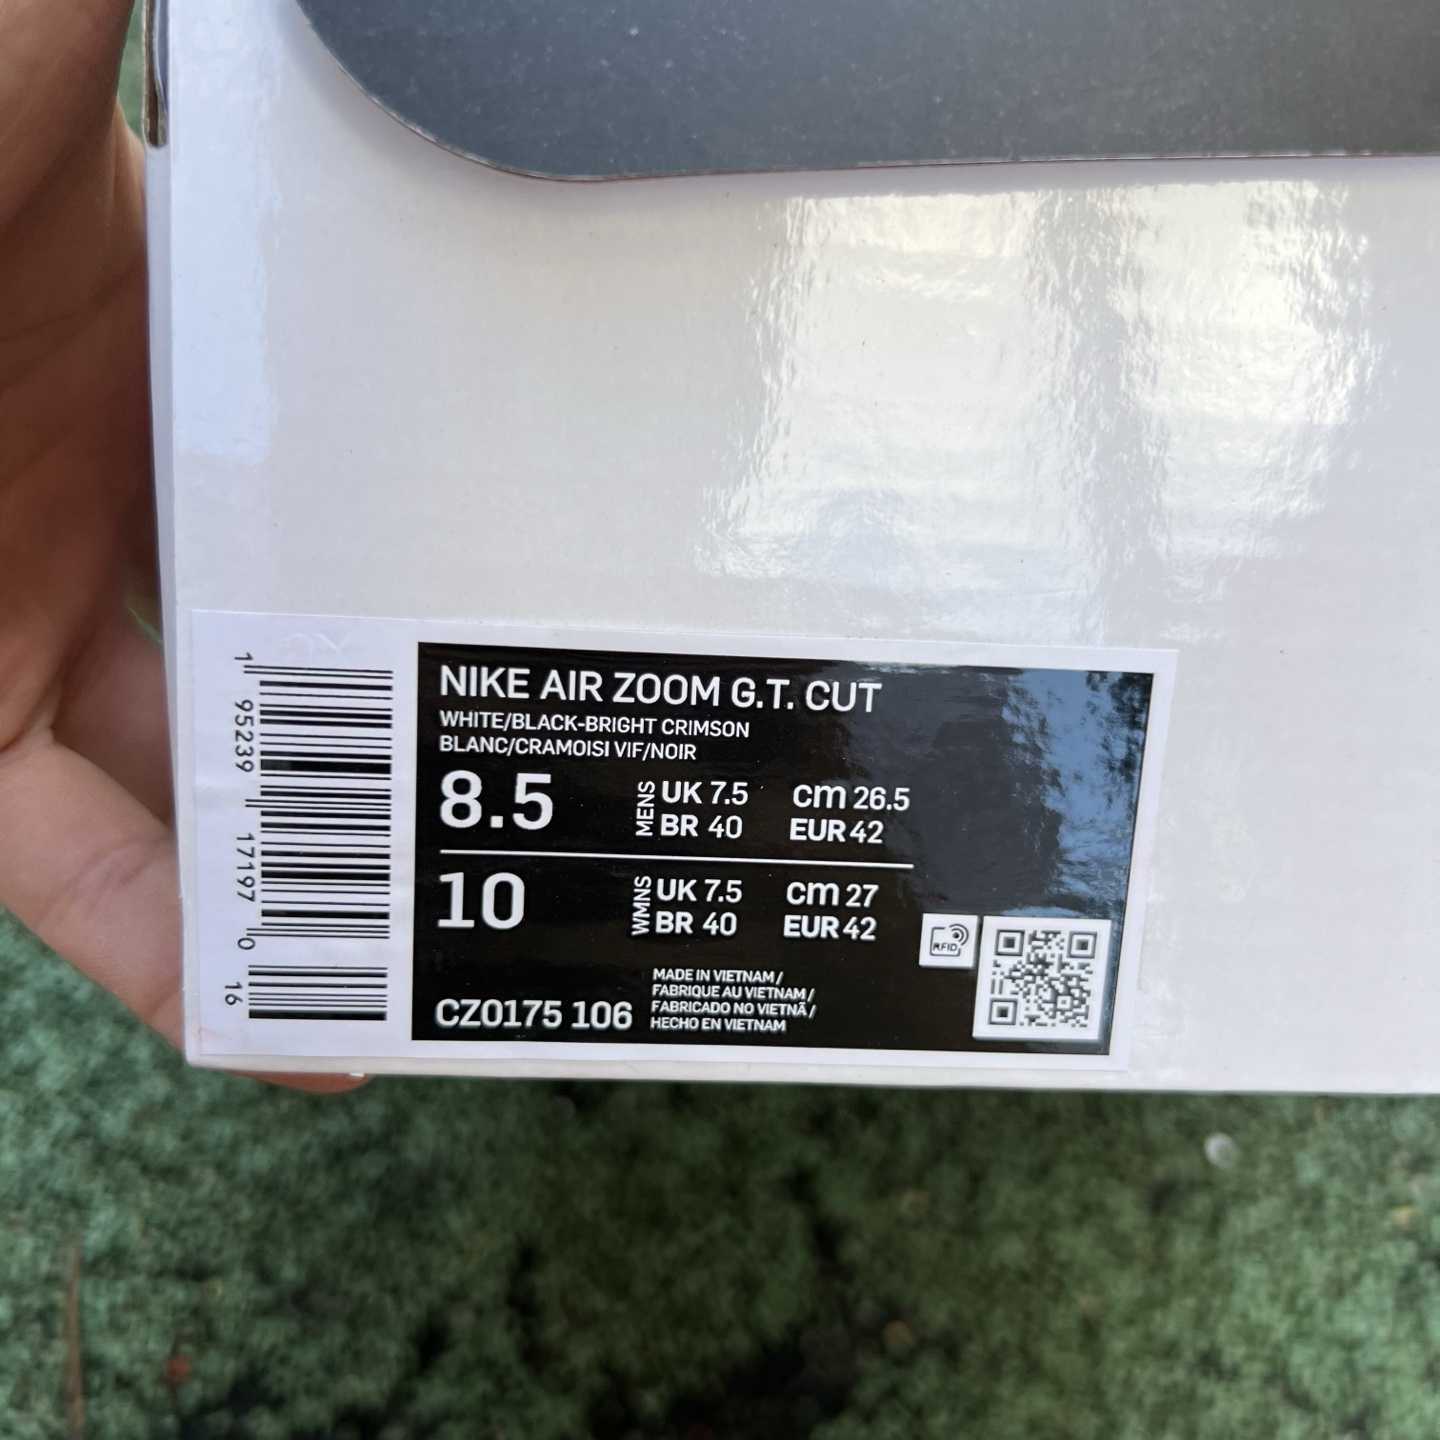 NIKE AIR ZOOM G.T. CUT
WHITE/BLACK-BRIGHT CRIMSON
BLANC/CRAMOISI VIF/NOIR
8.5 MENS UK 7.5 cm 26.5
BR 40 EUR 42
10 WMNS UK 7.5 cm 27
BR 40 EUR 42
RFID
CZ0175 106
MADE IN VIETNAM /
FABRIQUE AU VIETNAM /
FABRICADO NO VIETNÃ /
HECHO EN VIETNAM
1 95239 17197 0 16